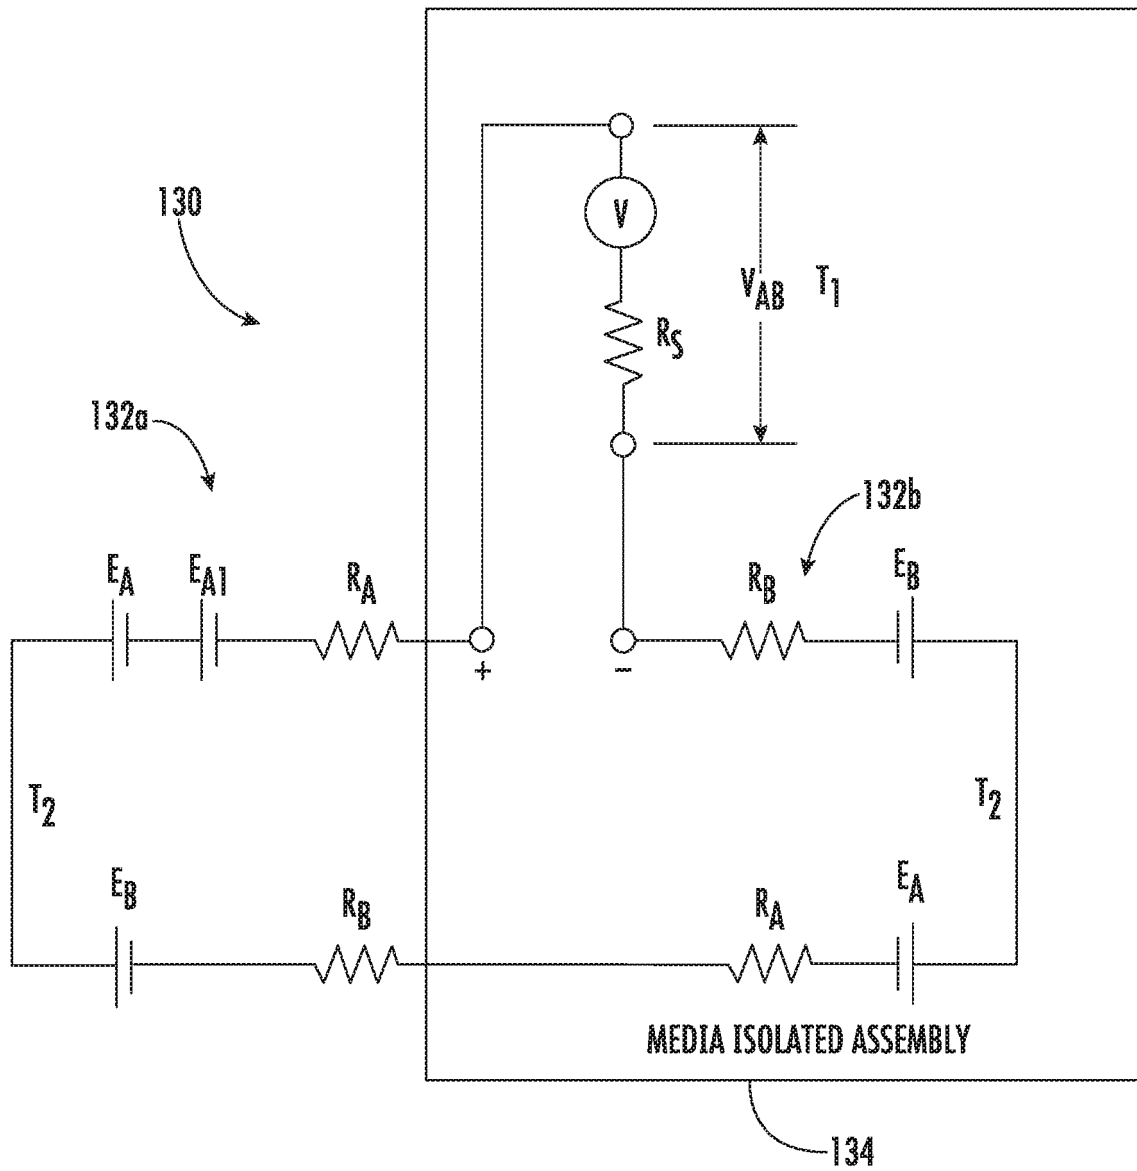 130
V
V_AB
T_1
R_S
132a
132b
E_A
E_A1
R_A
R_B
E_B
+
−
T_2
T_2
E_B
R_B
R_A
E_A
MEDIA ISOLATED ASSEMBLY
134